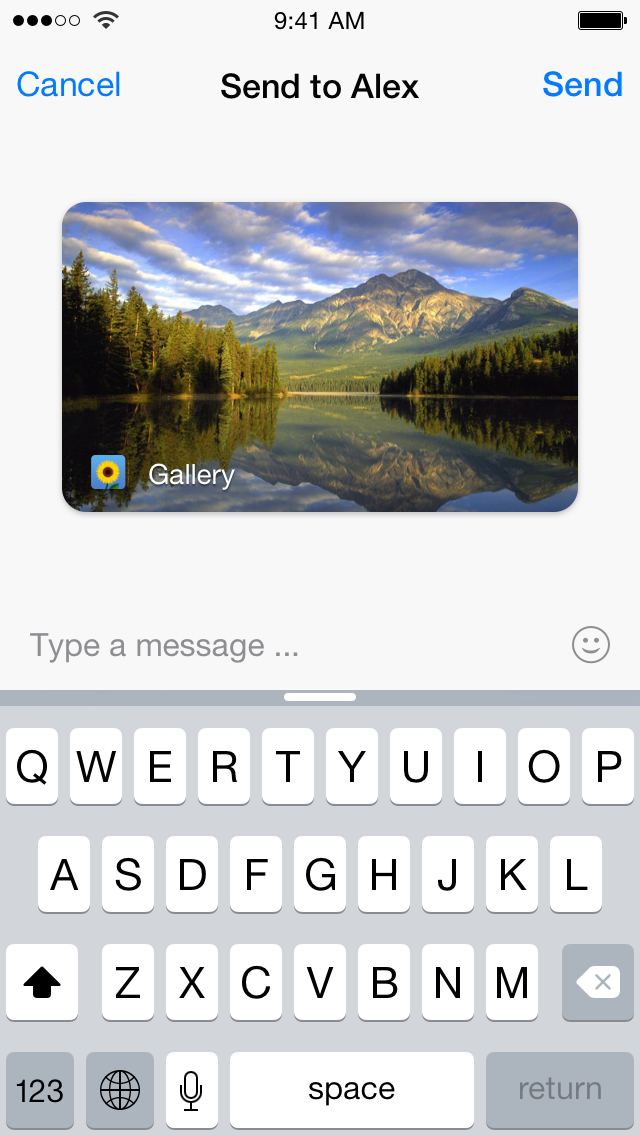 9:41 AM
Cancel Send to Alex Send
Gallery
Type a message ...
Q W E R T Y U I O P
A S D F G H J K L
Z X C V B N M
123 space return